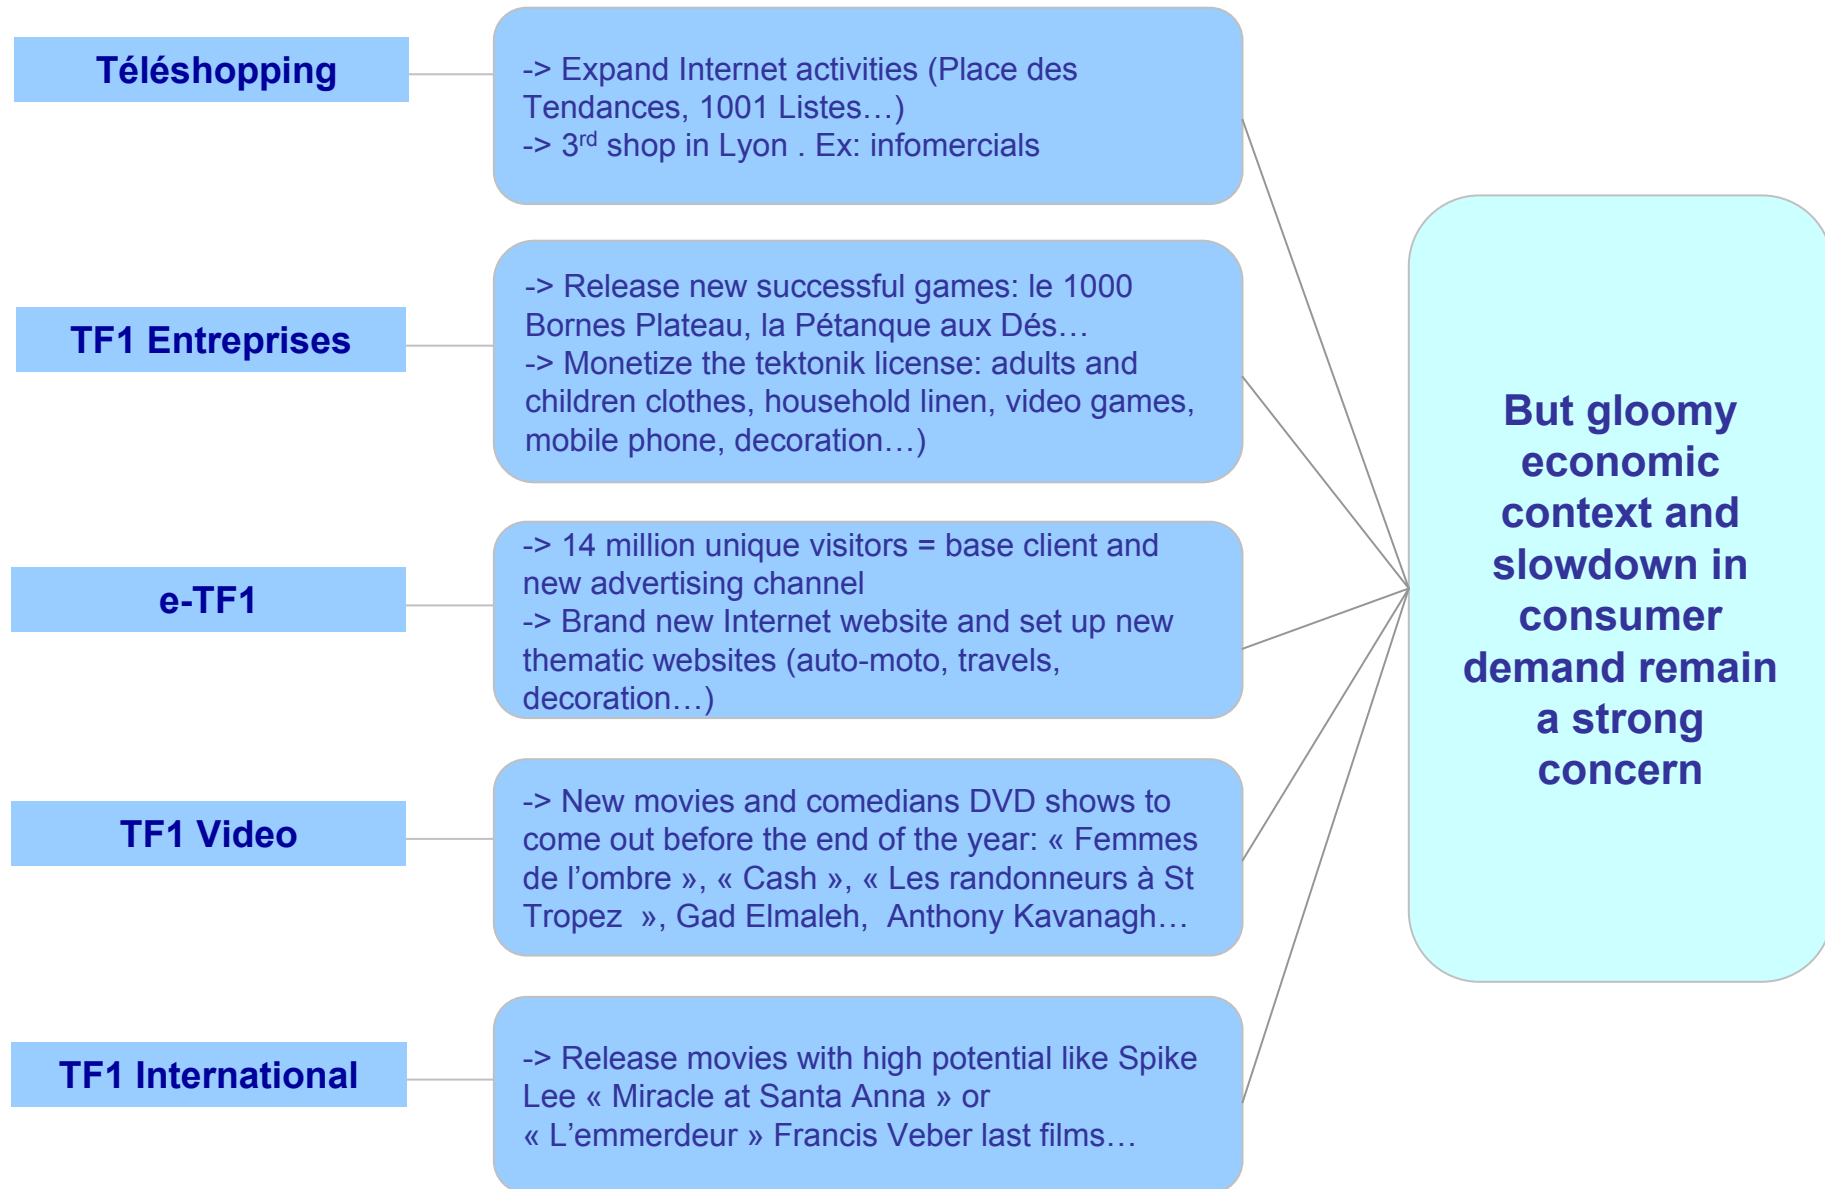 Téléshopping
-> Expand Internet activities (Place des
Tendances, 1001 Listes…)
-> 3rd shop in Lyon . Ex: infomercials
TF1 Entreprises
-> Release new successful games: le 1000
Bornes Plateau, la Pétanque aux Dés…
-> Monetize the tektonik license: adults and
children clothes, household linen, video games,
mobile phone, decoration…)
e-TF1
-> 14 million unique visitors = base client and
new advertising channel
-> Brand new Internet website and set up new
thematic websites (auto-moto, travels,
decoration…)
TF1 Video
-> New movies and comedians DVD shows to
come out before the end of the year: « Femmes
de l’ombre », « Cash », « Les randonneurs à St
Tropez  », Gad Elmaleh,  Anthony Kavanagh…
TF1 International
-> Release movies with high potential like Spike
Lee « Miracle at Santa Anna » or
« L’emmerdeur » Francis Veber last films…
But gloomy
economic
context and
slowdown in
consumer
demand remain
a strong
concern